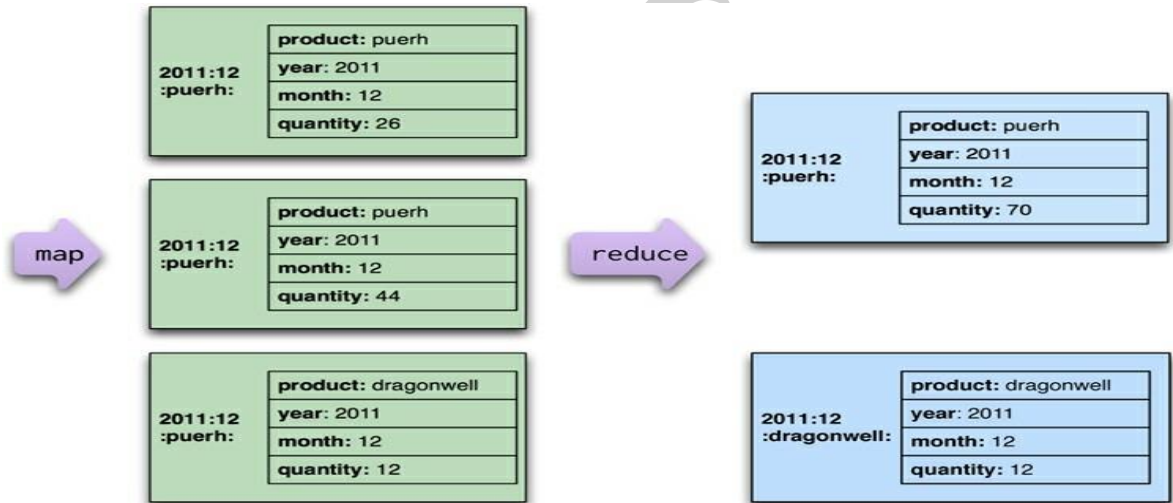 map
2011:12
:puerh:
product: puerh
year: 2011
month: 12
quantity: 26
2011:12
:puerh:
product: puerh
year: 2011
month: 12
quantity: 44
2011:12
:puerh:
product: dragonwell
year: 2011
month: 12
quantity: 12
reduce
2011:12
:puerh:
product: puerh
year: 2011
month: 12
quantity: 70
2011:12
:dragonwell:
product: dragonwell
year: 2011
month: 12
quantity: 12